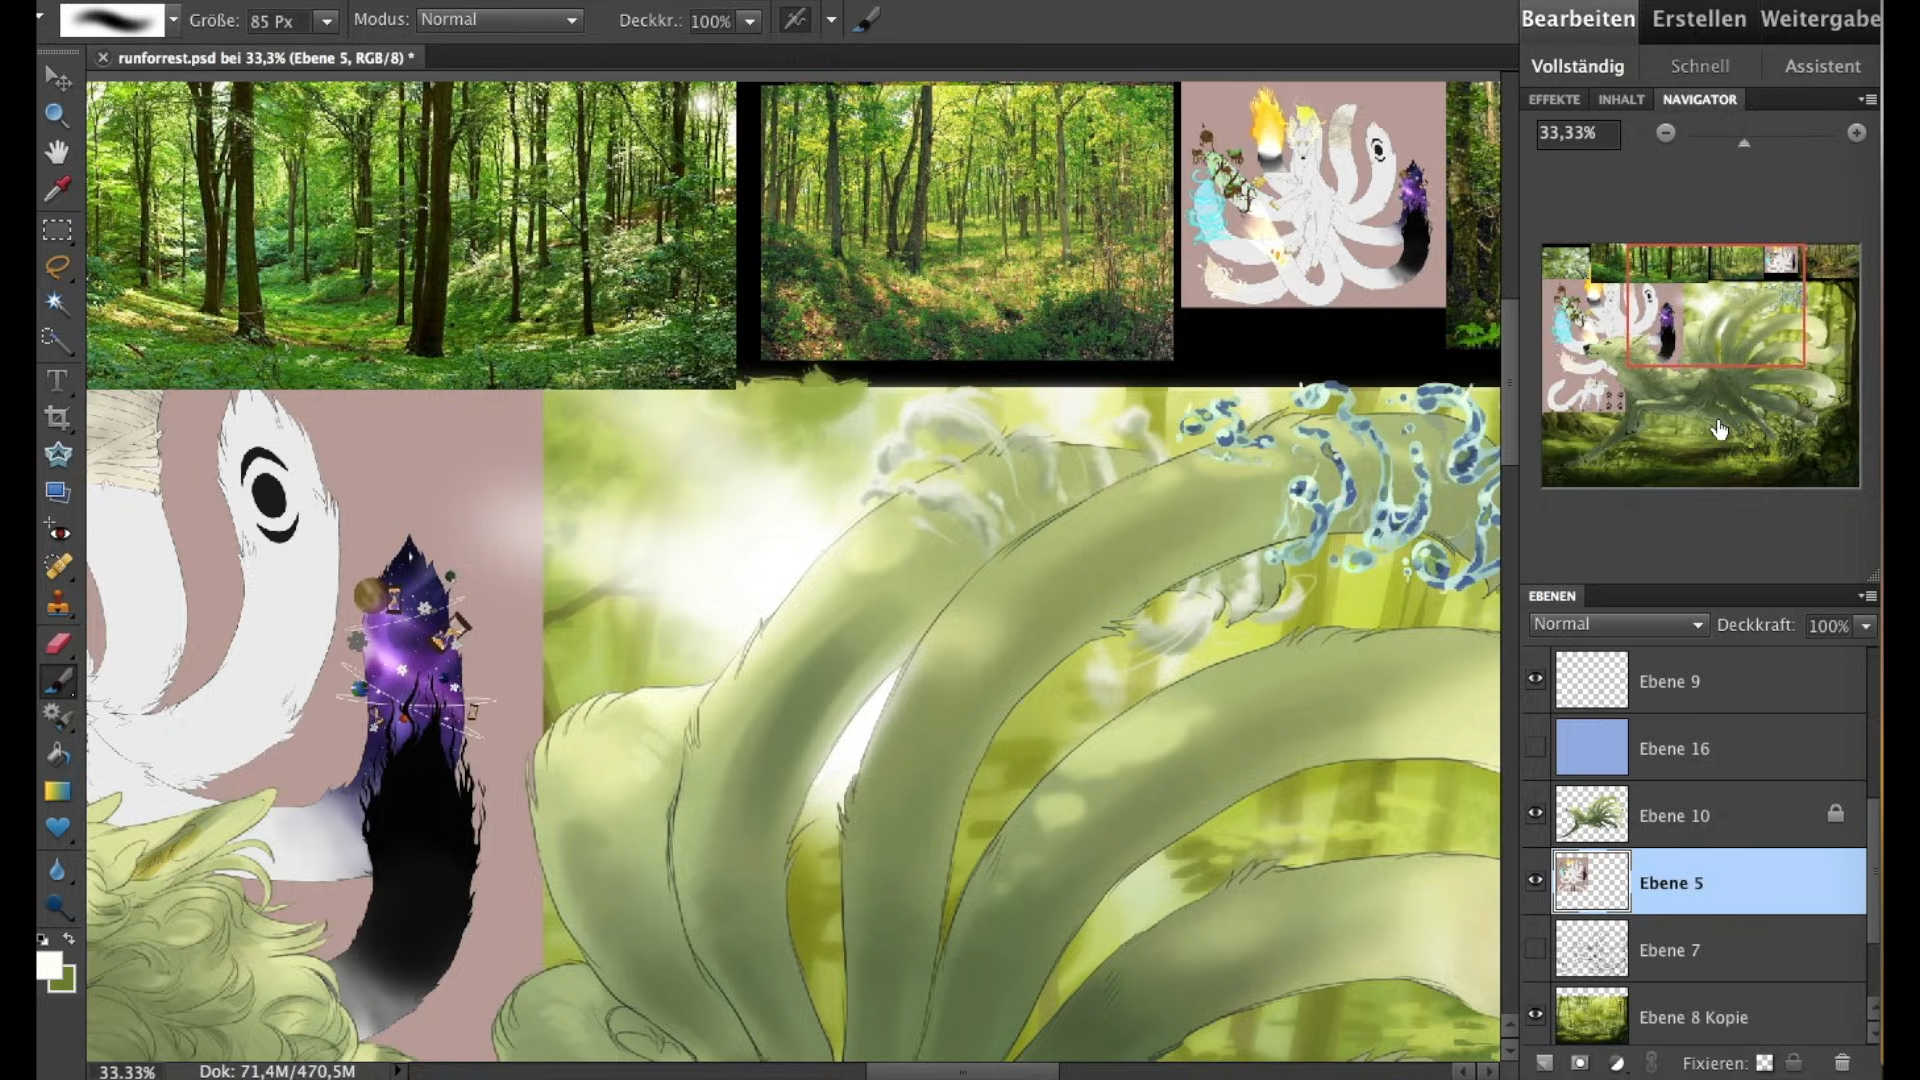 Größe: 85 Px Modus: Normal Deckkr.: 100%
Bearbeiten Erstellen Weitergabe
runforrest.psd bei 33,3% (Ebene 5, RGB/8) *
Vollständig Schnell Assistent
EFFEKTE INHALT NAVIGATOR
33,33%
EBENEN
Normal Deckkraft: 100%
Ebene 9
Ebene 16
Ebene 10
Ebene 5
Ebene 7
Ebene 8 Kopie
Fixieren:
33.33% Dok: 71,4M/470,5M